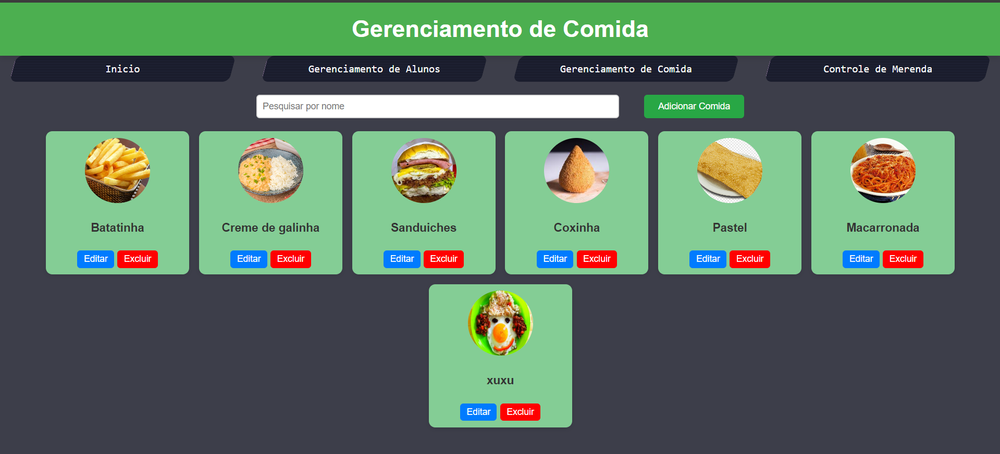 Gerenciamento de Comida
Inicio
Gerenciamento de Alunos
Gerenciamento de Comida
Controle de Merenda
Pesquisar por nome
Adicionar Comida
Batatinha
Editar Excluir
Creme de galinha
Editar Excluir
Sanduiches
Editar Excluir
Coxinha
Editar Excluir
Pastel
Editar Excluir
Macarronada
Editar Excluir
xuxu
Editar Excluir